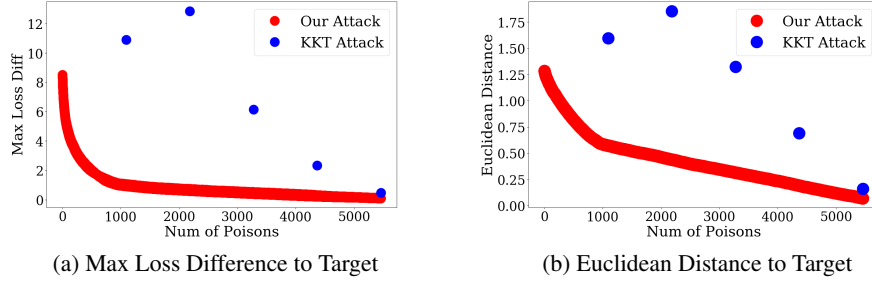 Our Attack
KKT Attack
Max Loss Diff
12
10
8
6
4
2
0
0 1000 2000 3000 4000 5000
Num of Poisons
(a) Max Loss Difference to Target
Our Attack
KKT Attack
Euclidean Distance
1.75
1.50
1.25
1.00
0.75
0.50
0.25
0.00
0 1000 2000 3000 4000 5000
Num of Poisons
(b) Euclidean Distance to Target